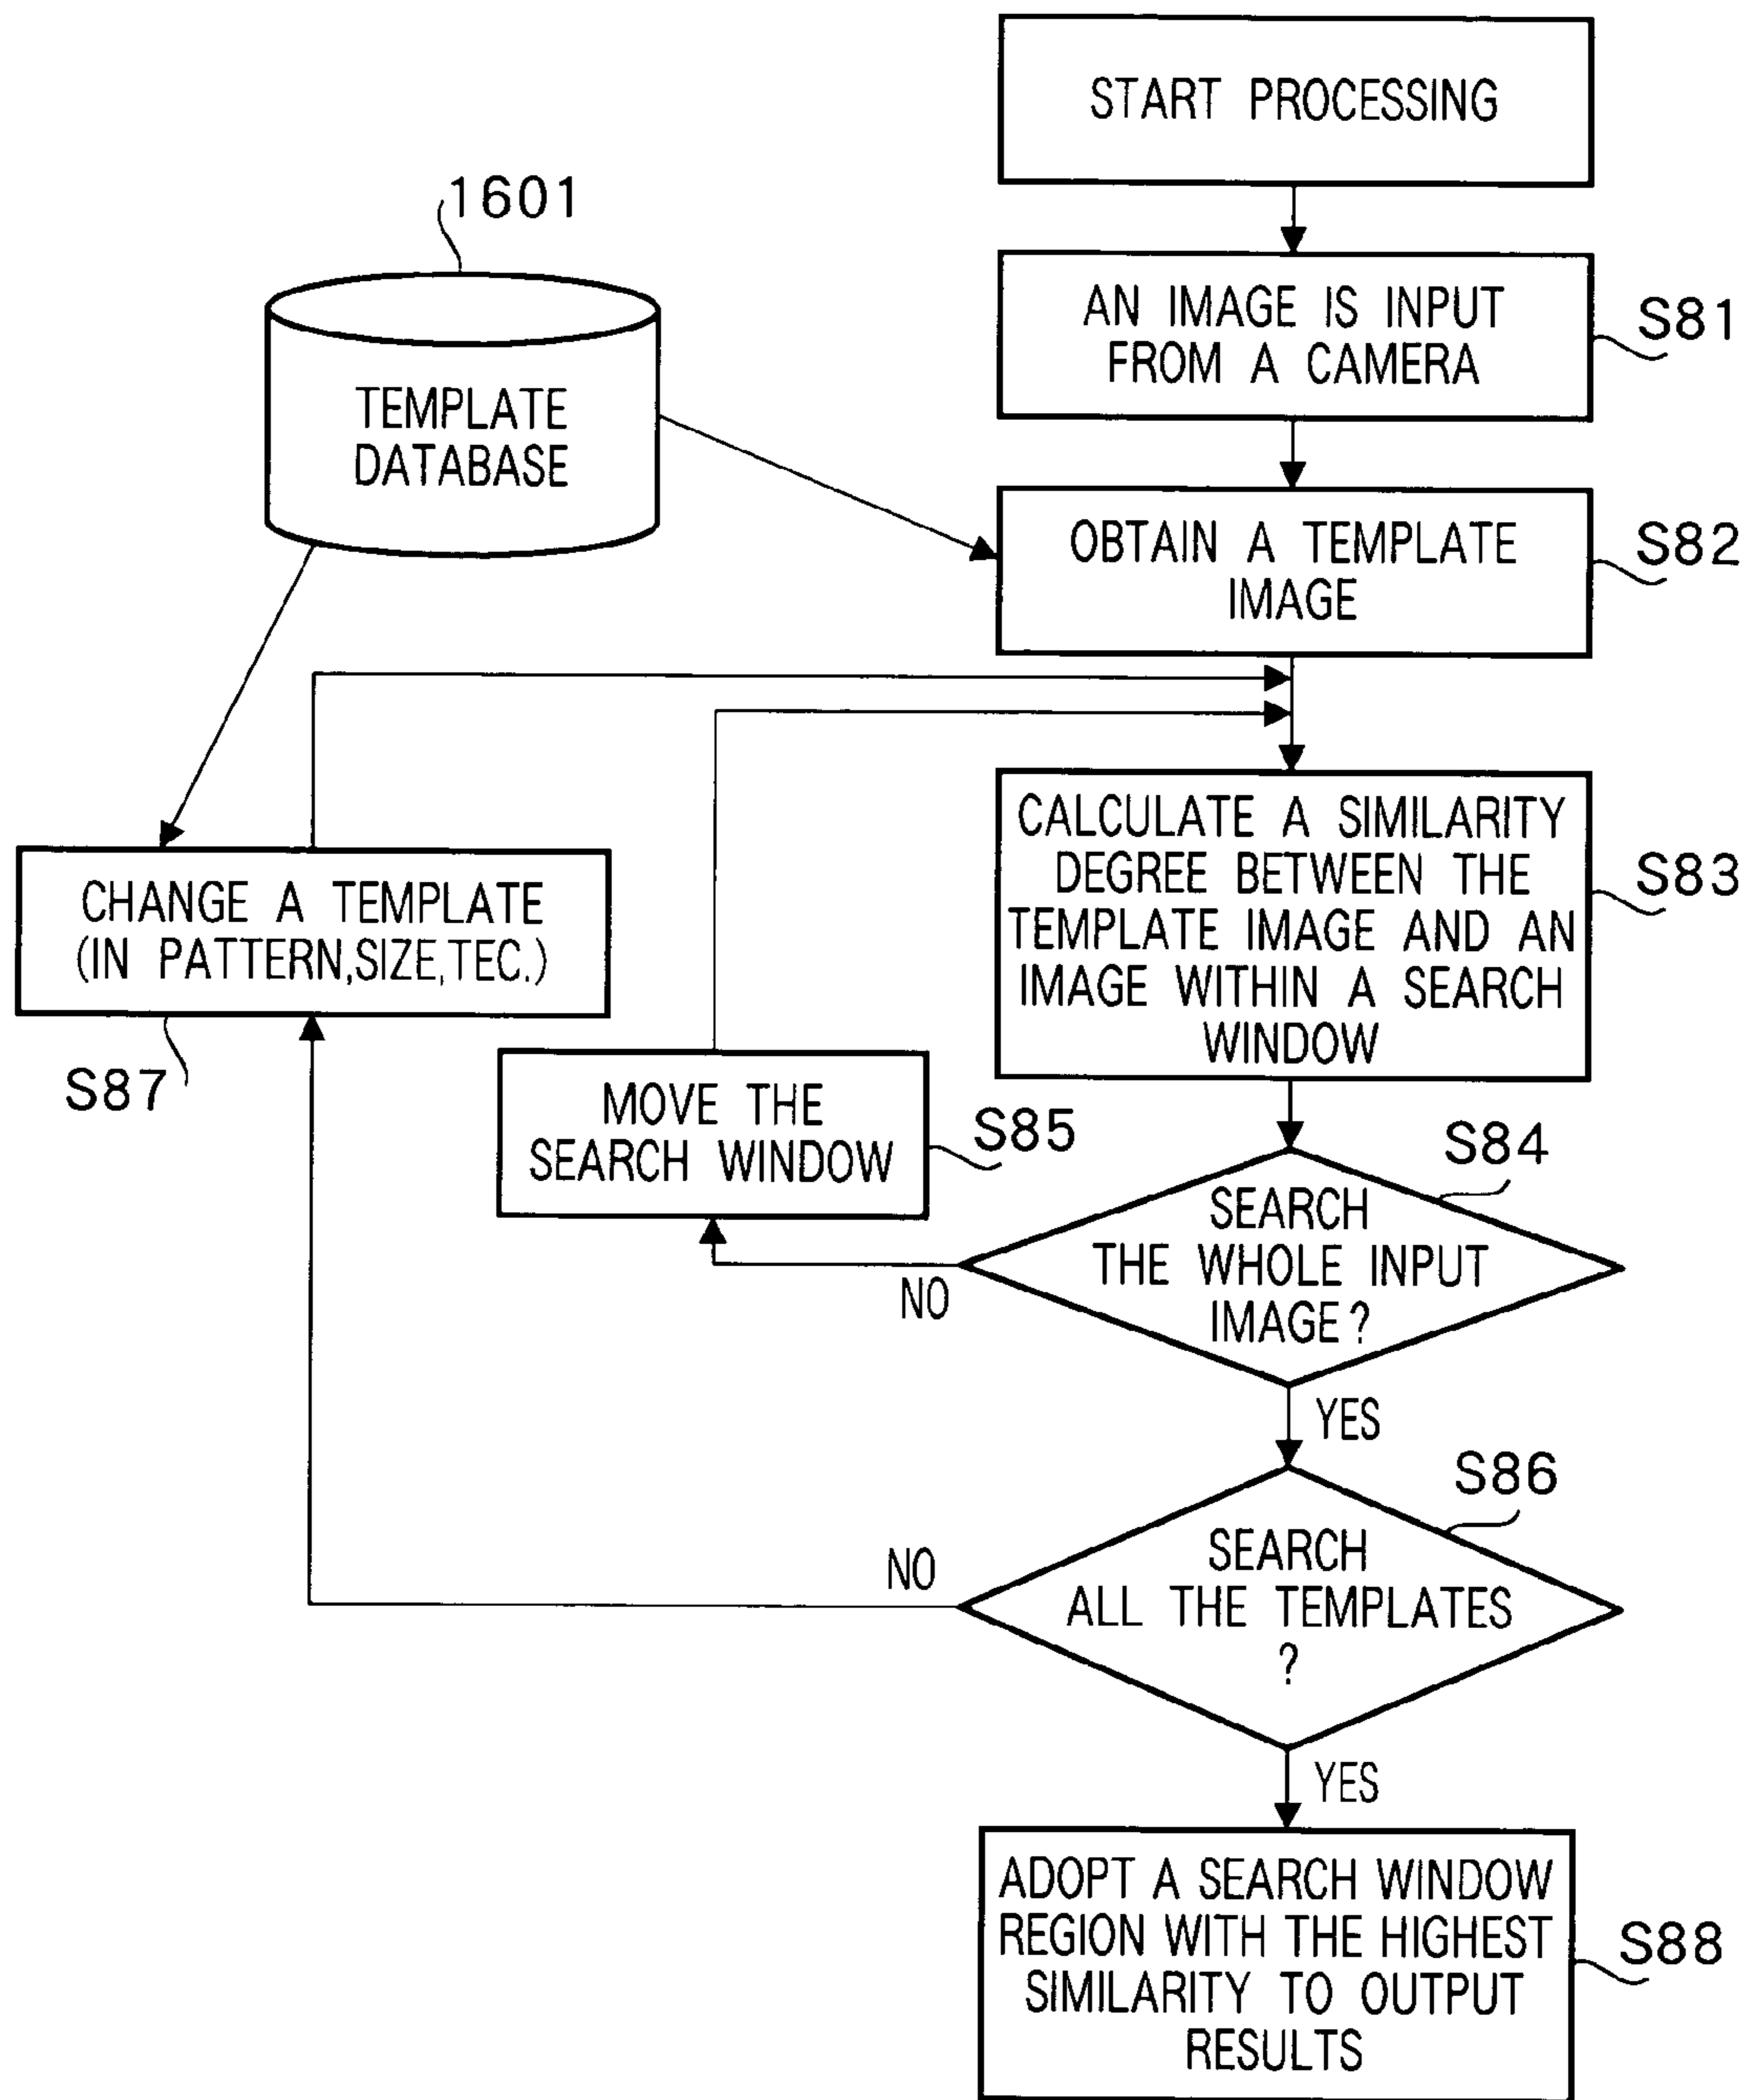 START PROCESSING
1601
AN IMAGE IS INPUT
FROM A CAMERA
S81
TEMPLATE
DATABASE
OBTAIN A TEMPLATE
IMAGE
S82
CALCULATE A SIMILARITY
DEGREE BETWEEN THE
TEMPLATE IMAGE AND AN
IMAGE WITHIN A SEARCH
WINDOW
S83
CHANGE A TEMPLATE
(IN PATTERN,SIZE,TEC.)
S87
MOVE THE
SEARCH WINDOW
S85
S84
SEARCH
THE WHOLE INPUT
IMAGE?
NO
YES
S86
SEARCH
ALL THE TEMPLATES
?
NO
YES
ADOPT A SEARCH WINDOW
REGION WITH THE HIGHEST
SIMILARITY TO OUTPUT
RESULTS
S88